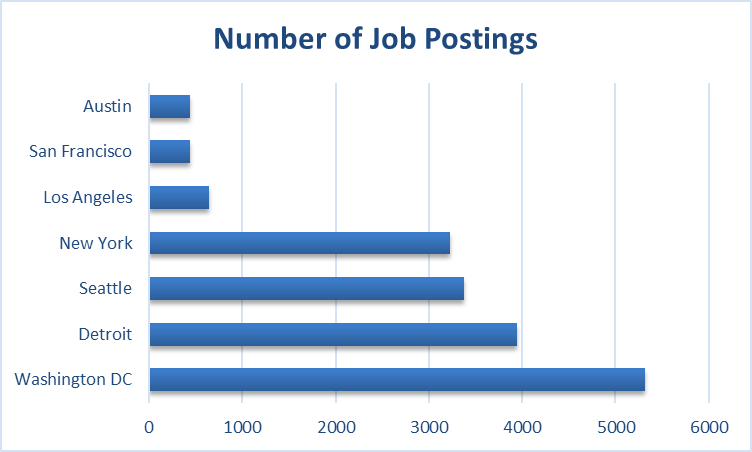 Number of Job Postings
Austin
San Francisco
Los Angeles
New York
Seattle
Detroit
Washington DC
0 1000 2000 3000 4000 5000 6000